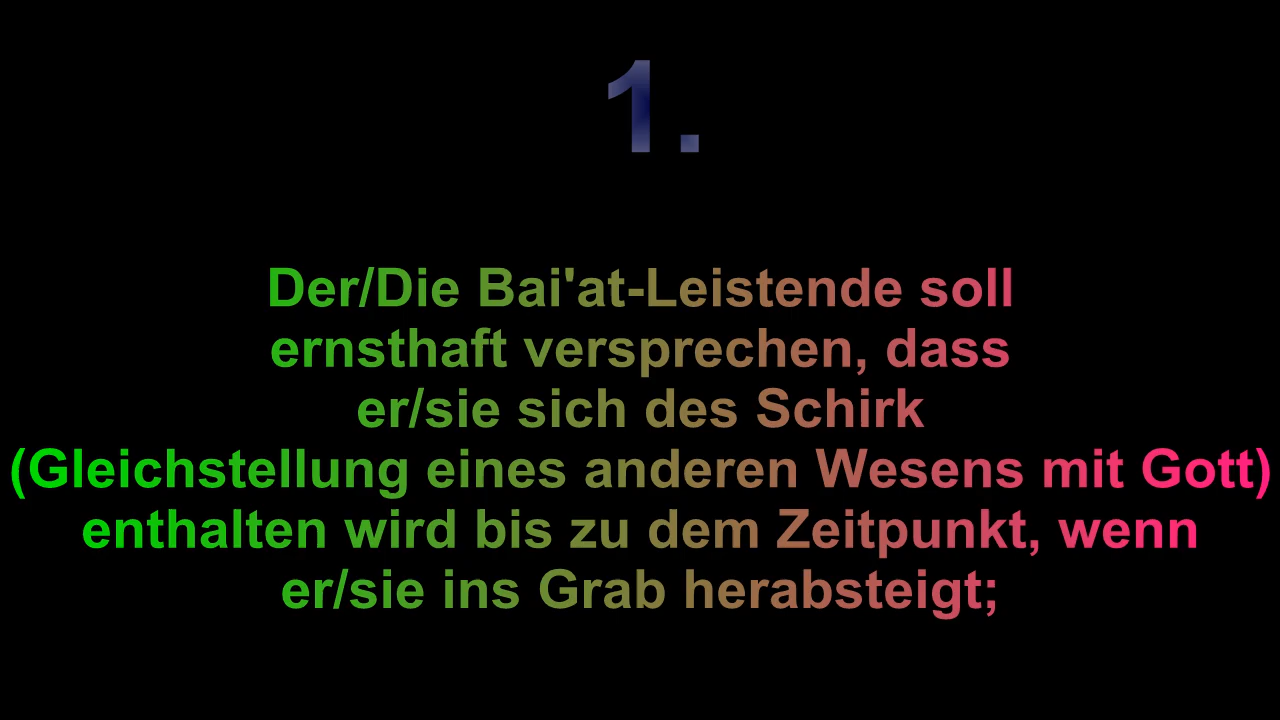 1.
Der/Die Bai'at-Leistende soll
ernsthaft versprechen, dass
er/sie sich des Schirk
(Gleichstellung eines anderen Wesens mit Gott)
enthalten wird bis zu dem Zeitpunkt, wenn
er/sie ins Grab herabsteigt;